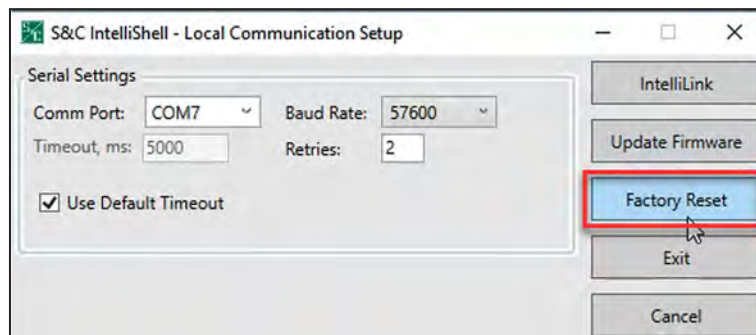 S&C IntelliShell - Local Communication Setup
Serial Settings
Comm Port: COM7 Baud Rate: 57600
Timeout, ms: 5000 Retries: 2
Use Default Timeout
IntelliLink
Update Firmware
Factory Reset
Exit
Cancel